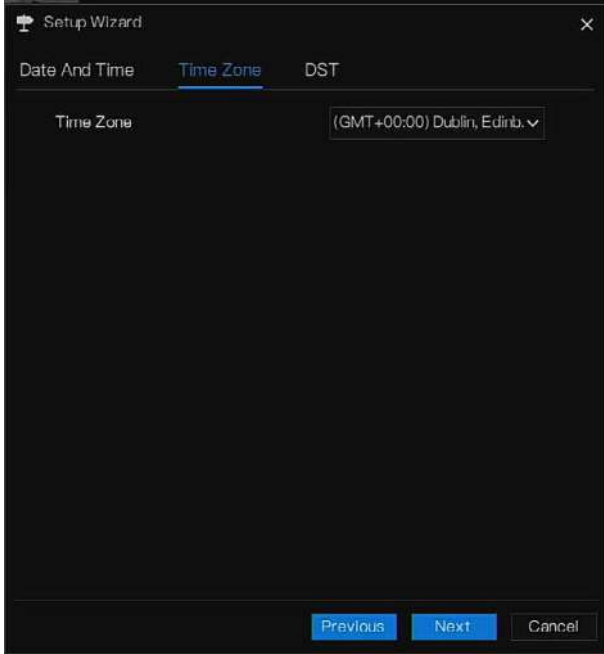 Setup Wizard
Date And Time Time Zone DST
Time Zone (GMT+00:00) Dublin, Edinb.
Previous Next Cancel